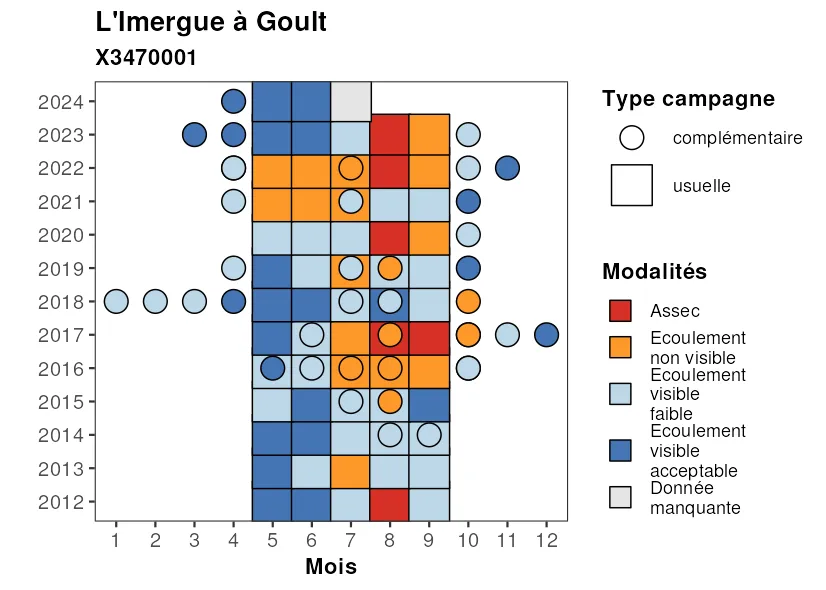 L'Imergue à Goult
X3470001
2024
2023
2022
2021
2020
2019
2018
2017
2016
2015
2014
2013
2012
1 2 3 4 5 6 7 8 9 10 11 12
Mois
Type campagne
complémentaire
usuelle
Modalités
Assec
Ecoulement
non visible
Ecoulement
visible
faible
Ecoulement
visible
acceptable
Donnée
manquante